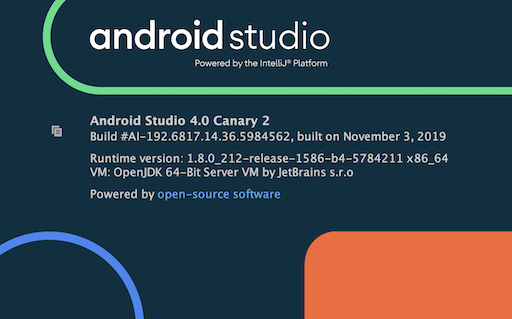 androidstudio
Powered by the IntelliJ® Platform
Android Studio 4.0 Canary 2
Build #AI-192.6817.14.36.5984562, built on November 3, 2019
Runtime version: 1.8.0_212-release-1586-b4-5784211 x86_64
VM: OpenJDK 64-Bit Server VM by JetBrains s.r.o
Powered by open-source software